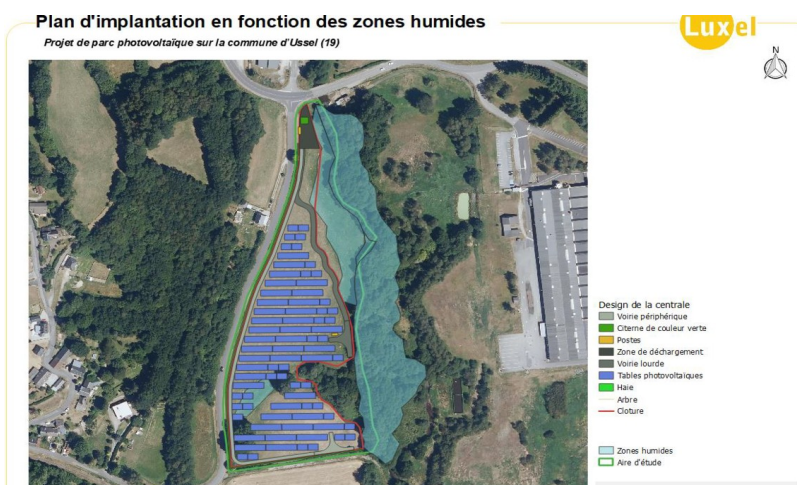 Plan d'implantation en fonction des zones humides
Projet de parc photovoltaïque sur la commune d'Ussel (19)
Luxel
N
Design de la centrale
Voirie périphérique
Citerne de couleur verte
Postes
Zone de déchargement
Voirie lourde
Tables photovoltaïques
Haie
Arbre
Cloture
Zones humides
Aire d'étude